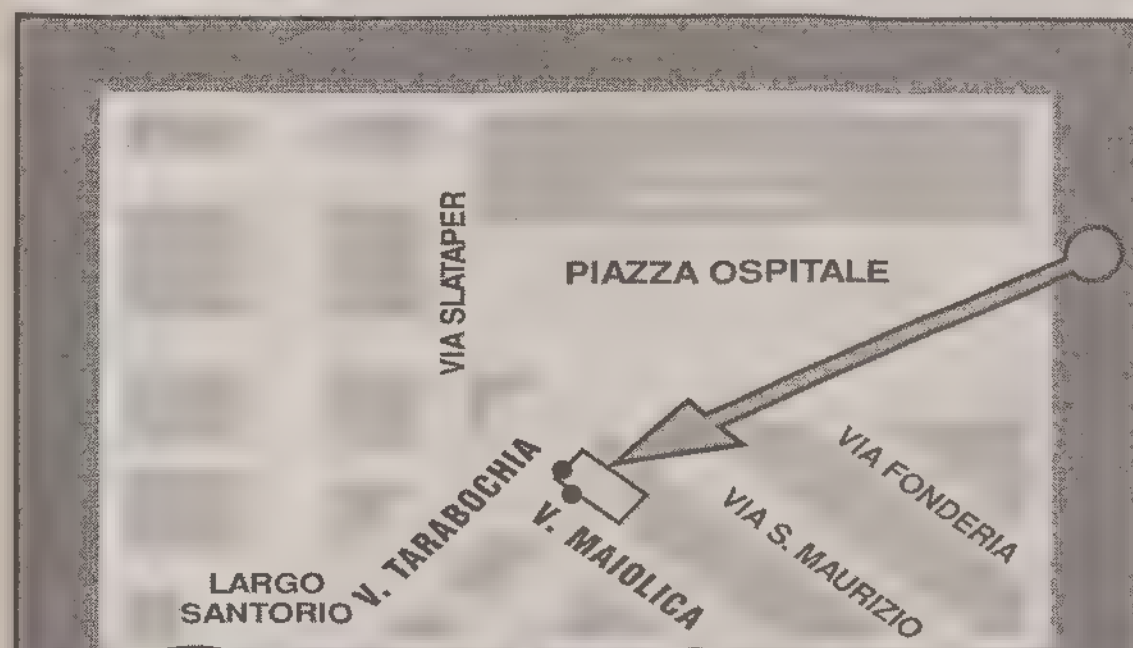 VIA SLATAPER
PIAZZA OSPITALE
V. TARABOCHIA
V. MAIOLICA
VIA S. MAURIZIO
VIA FONDERIA
LARGO
SANTORIO